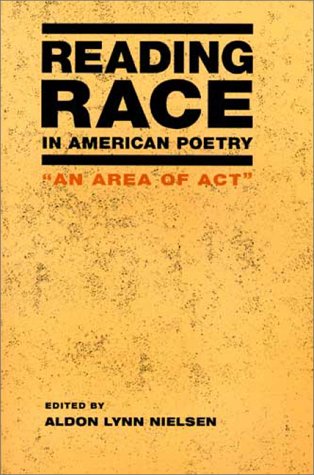 READING
RACE
IN AMERICAN POETRY
"AN AREA OF ACT"
EDITED BY
ALDON LYNN NIELSEN